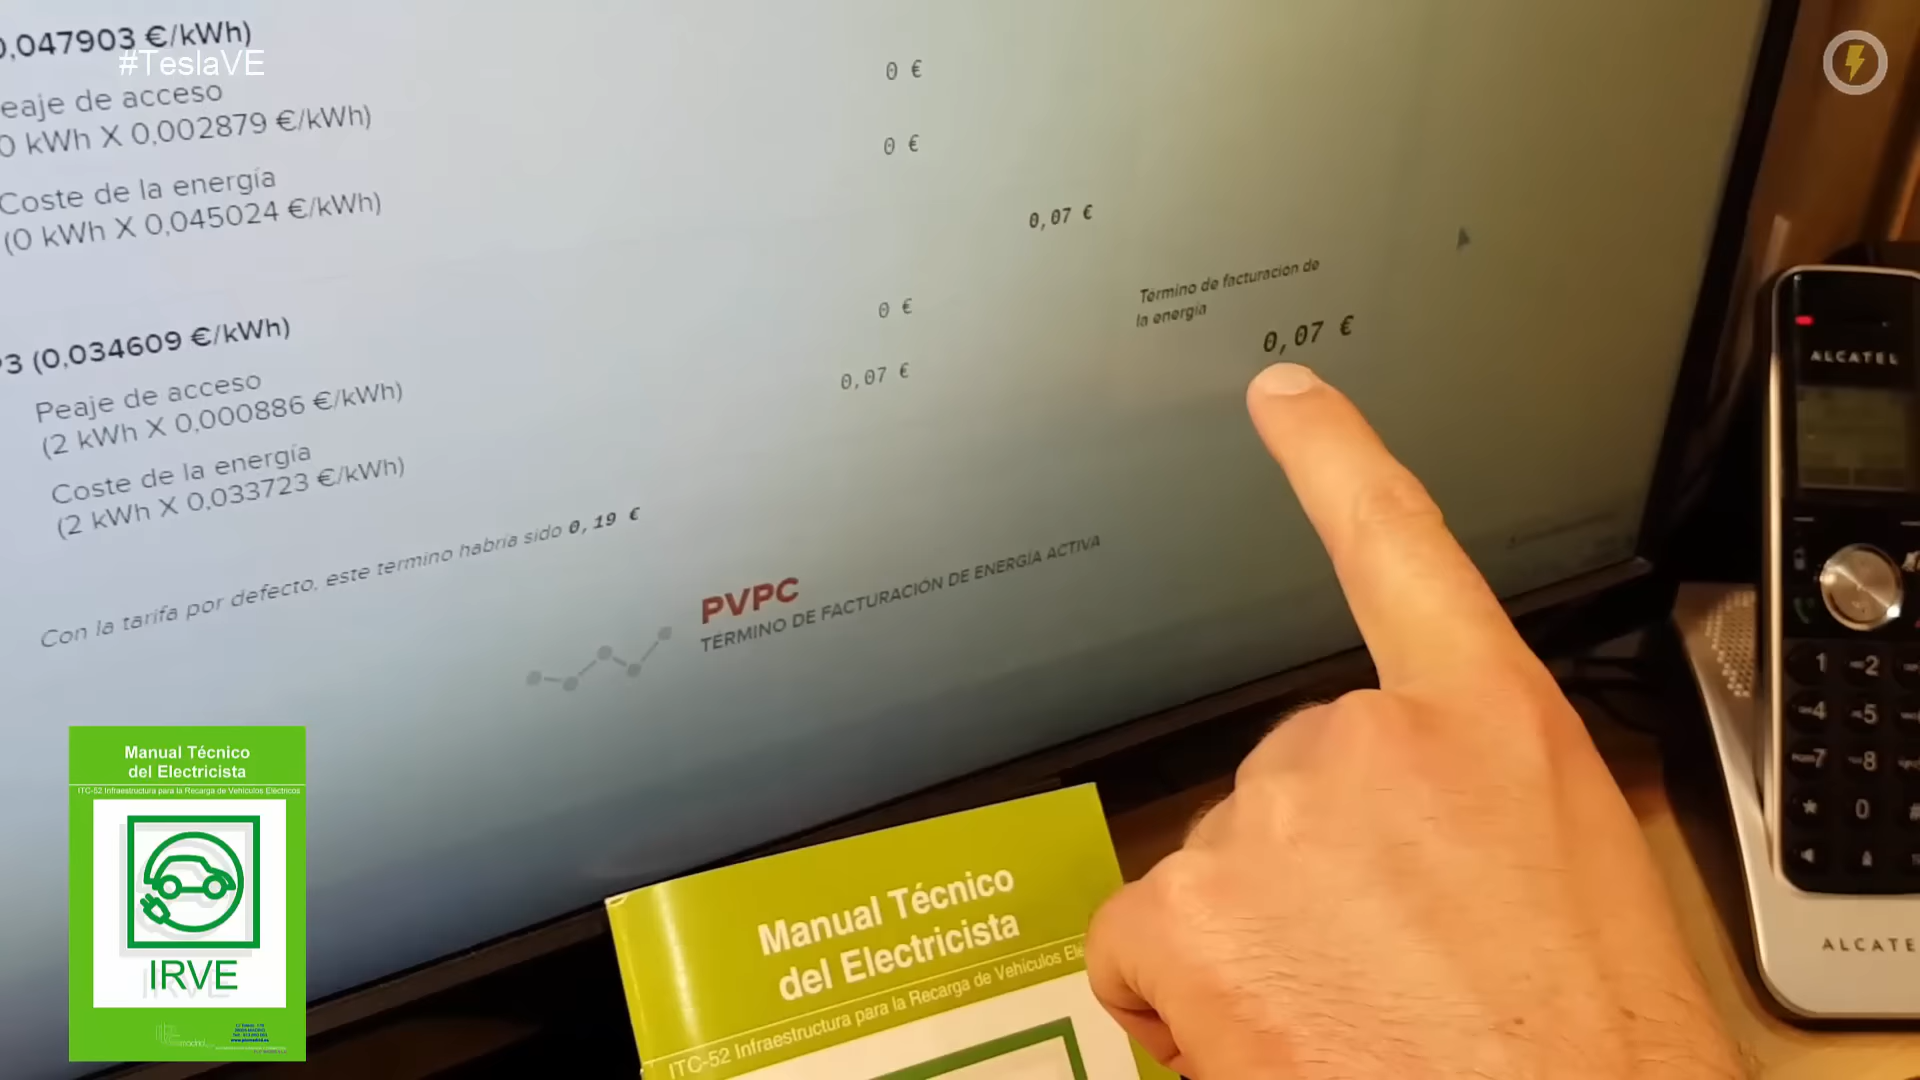 0,047903 €/kWh)
#TeslaVE
0 €
eaje de acceso
0 kWh X 0,002879 €/kWh)
0 €
Coste de la energía
(0 kWh X 0,045024 €/kWh)
0,07 €
Término de facturación de
la energía
0,07 €
P3 (0,034609 €/kWh)
0 €
Peaje de acceso
(2 kWh X 0,000886 €/kWh)
0,07 €
Coste de la energía
(2 kWh X 0,033723 €/kWh)
Con la tarifa por defecto, este termino habría sido 0,19 €
PVPC
TÉRMINO DE FACTURACIÓN DE ENERGÍA ACTIVA
ALCATEL
1 2
4 5
7 8
* 0 #
ALCATE
Manual Técnico
del Electricista
ITC-52 Infraestructura para la Recarga de Vehículos Eléctricos
IRVE
Manual Técnico
del Electricista
ITC-52 Infraestructura para la Recarga de Vehículos Elé